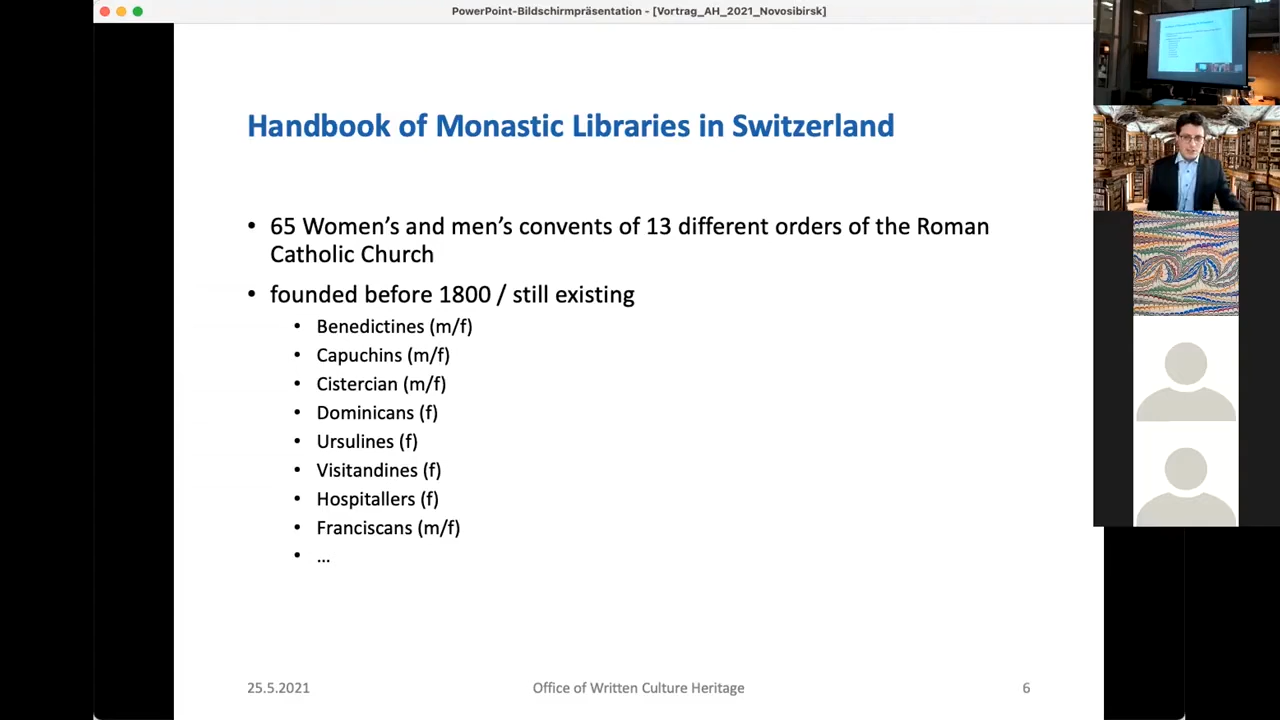 PowerPoint-Bildschirmpräsentation - [Vortrag_AH_2021_Novosibirsk]
Handbook of Monastic Libraries in Switzerland
• 65 Women’s and men’s convents of 13 different orders of the Roman
Catholic Church
• founded before 1800 / still existing
• Benedictines (m/f)
• Capuchins (m/f)
• Cistercian (m/f)
• Dominicans (f)
• Ursulines (f)
• Visitandines (f)
• Hospitallers (f)
• Franciscans (m/f)
• ...
25.5.2021
Office of Written Culture Heritage
6